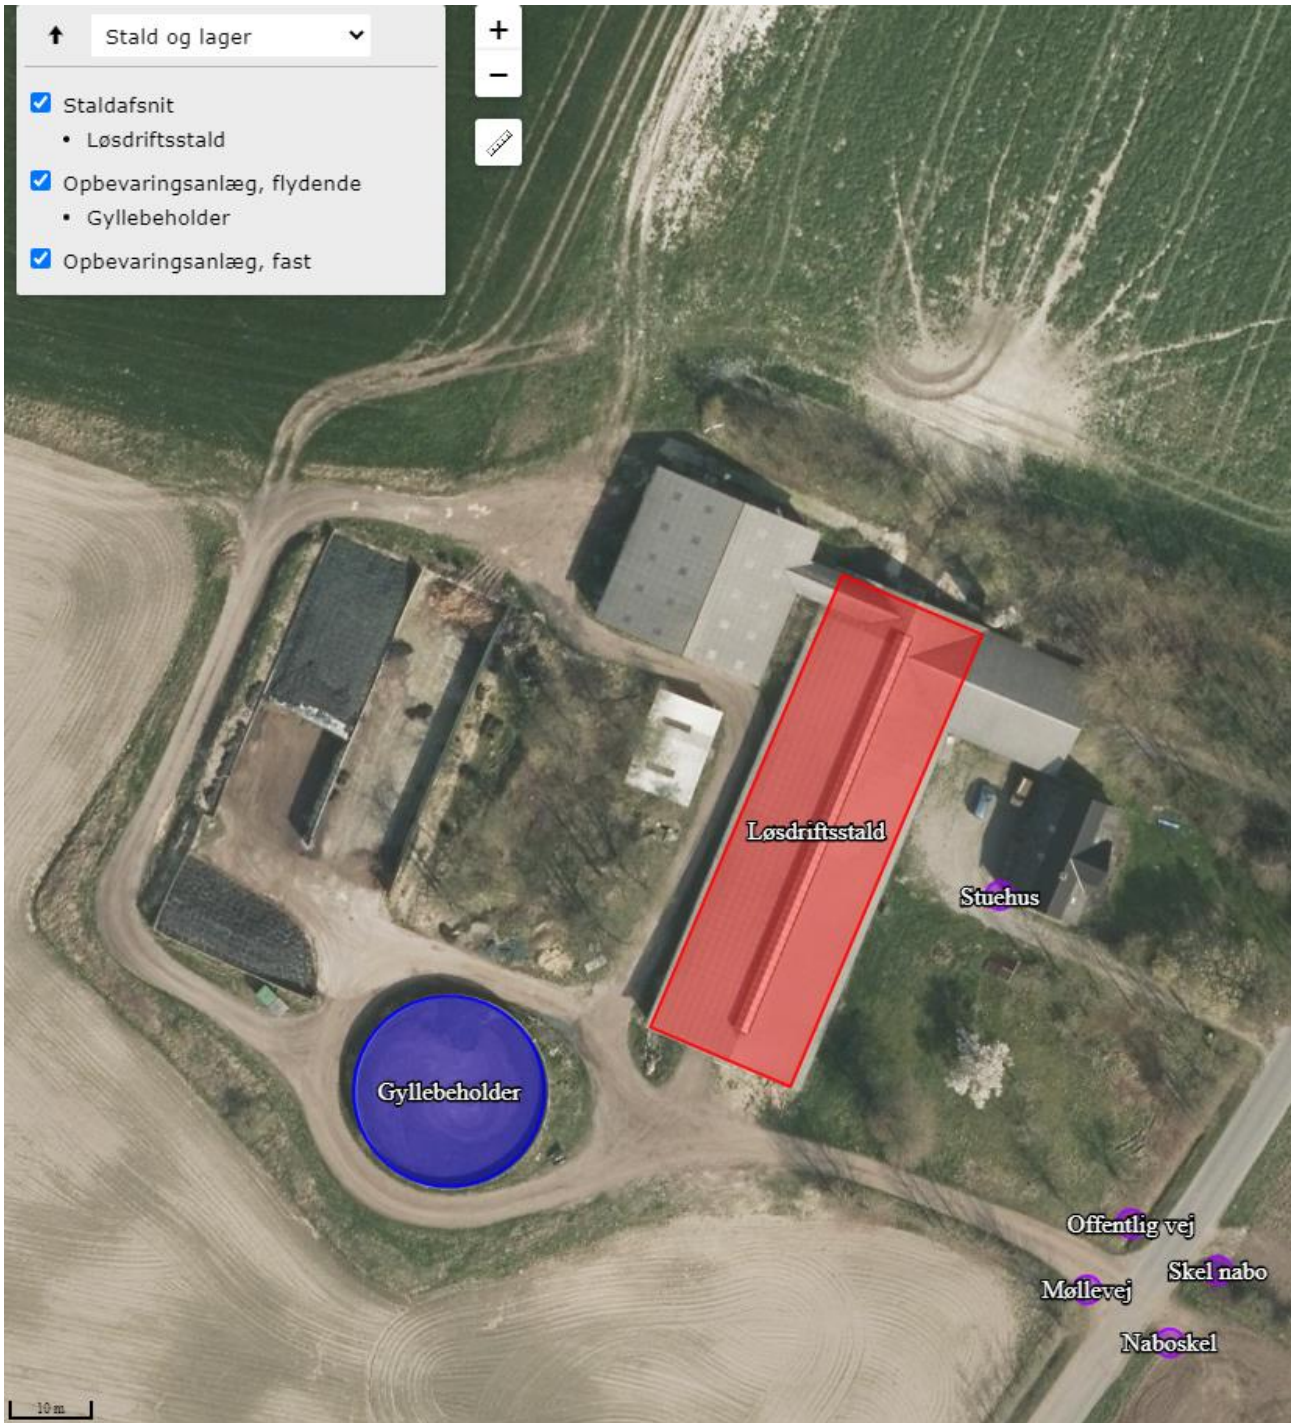 Stald og lager
Staldafsnit
• Løsdriftsstald
Opbevaringsanlæg, flydende
• Gyllebeholder
Opbevaringsanlæg, fast
+
−
Løsdriftsstald
Stuehus
Gyllebeholder
Offentlig vej
Skel nabo
Møllevej
Naboskel
10 m